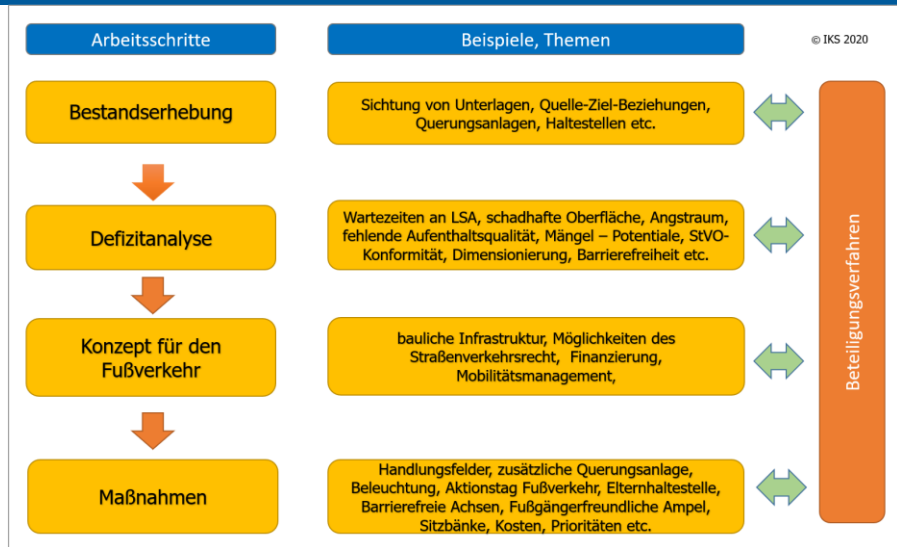 Arbeitsschritte
Beispiele, Themen
© IKS 2020
Bestandserhebung
Sichtung von Unterlagen, Quelle-Ziel-Beziehungen,
Querungsanlagen, Haltestellen etc.
Defizitanalyse
Wartezeiten an LSA, schadhafte Oberfläche, Angstraum,
fehlende Aufenthaltsqualität, Mängel – Potentiale, StVO-
Konformität, Dimensionierung, Barrierefreiheit etc.
Konzept für den
Fußverkehr
bauliche Infrastruktur, Möglichkeiten des
Straßenverkehrsrecht, Finanzierung,
Mobilitätsmanagement,
Maßnahmen
Handlungsfelder, zusätzliche Querungsanlage,
Beleuchtung, Aktionstag Fußverkehr, Elternhaltestelle,
Barrierefreie Achsen, Fußgängerfreundliche Ampel,
Sitzbänke, Kosten, Prioritäten etc.
Beteiligungsverfahren